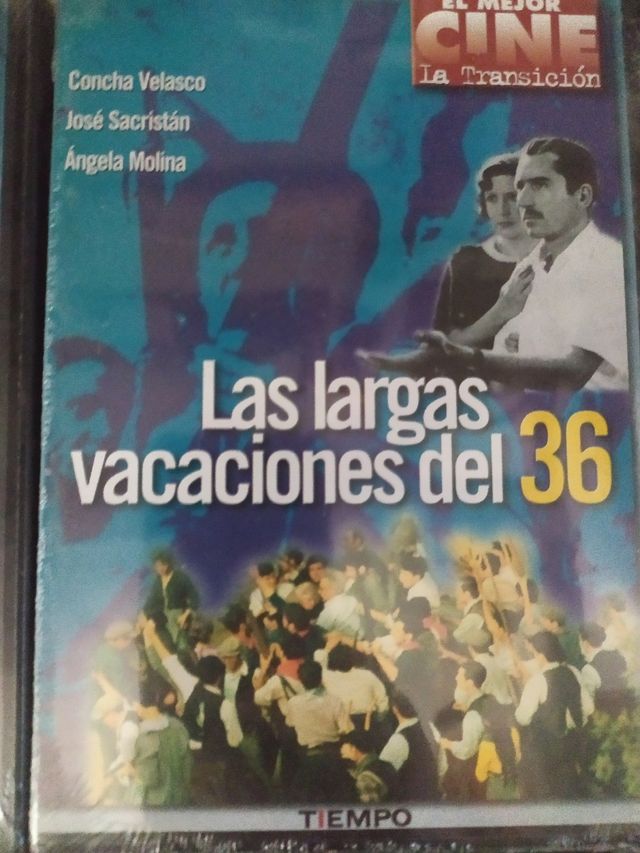 EL MEJOR
CINE
La Transición
Concha Velasco
José Sacristán
Ángela Molina
Las largas
vacaciones del 36
TIEMPO